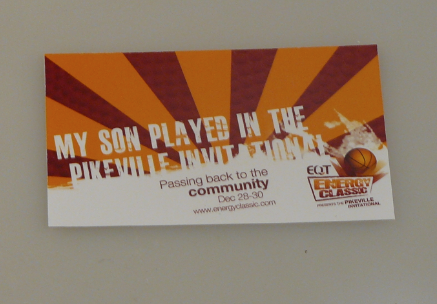 MY SON PLAYED IN THE
PIKEVILLE INVITATIONAL
Passing back to the
community
Dec 28-30
www.energyclassic.com
EQT
ENERGY
CLASSIC
PRESENTS THE PIKEVILLE
INVITATIONAL